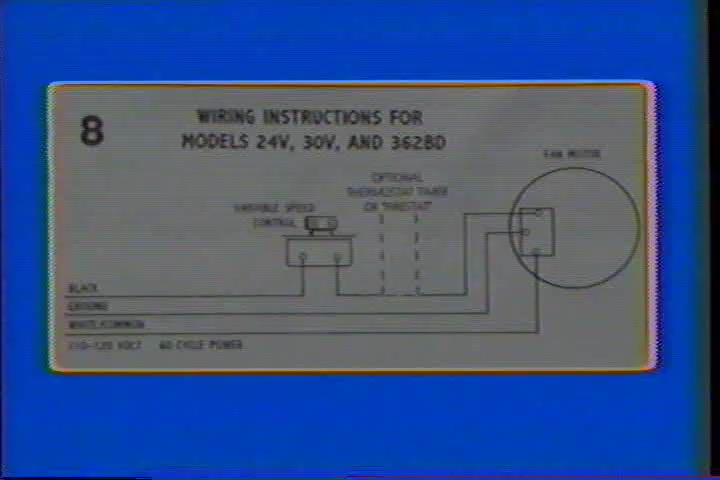 8
WIRING INSTRUCTIONS FOR
MODELS 24V, 30V, AND 362BD
FAN MOTOR
OPTIONAL
THERMOSTAT TIMER
OR "FIRESTAT"
VARIABLE SPEED
CONTROL
BLACK
GROUND
WHITE/COMMON
110-120 VOLT 60 CYCLE POWER